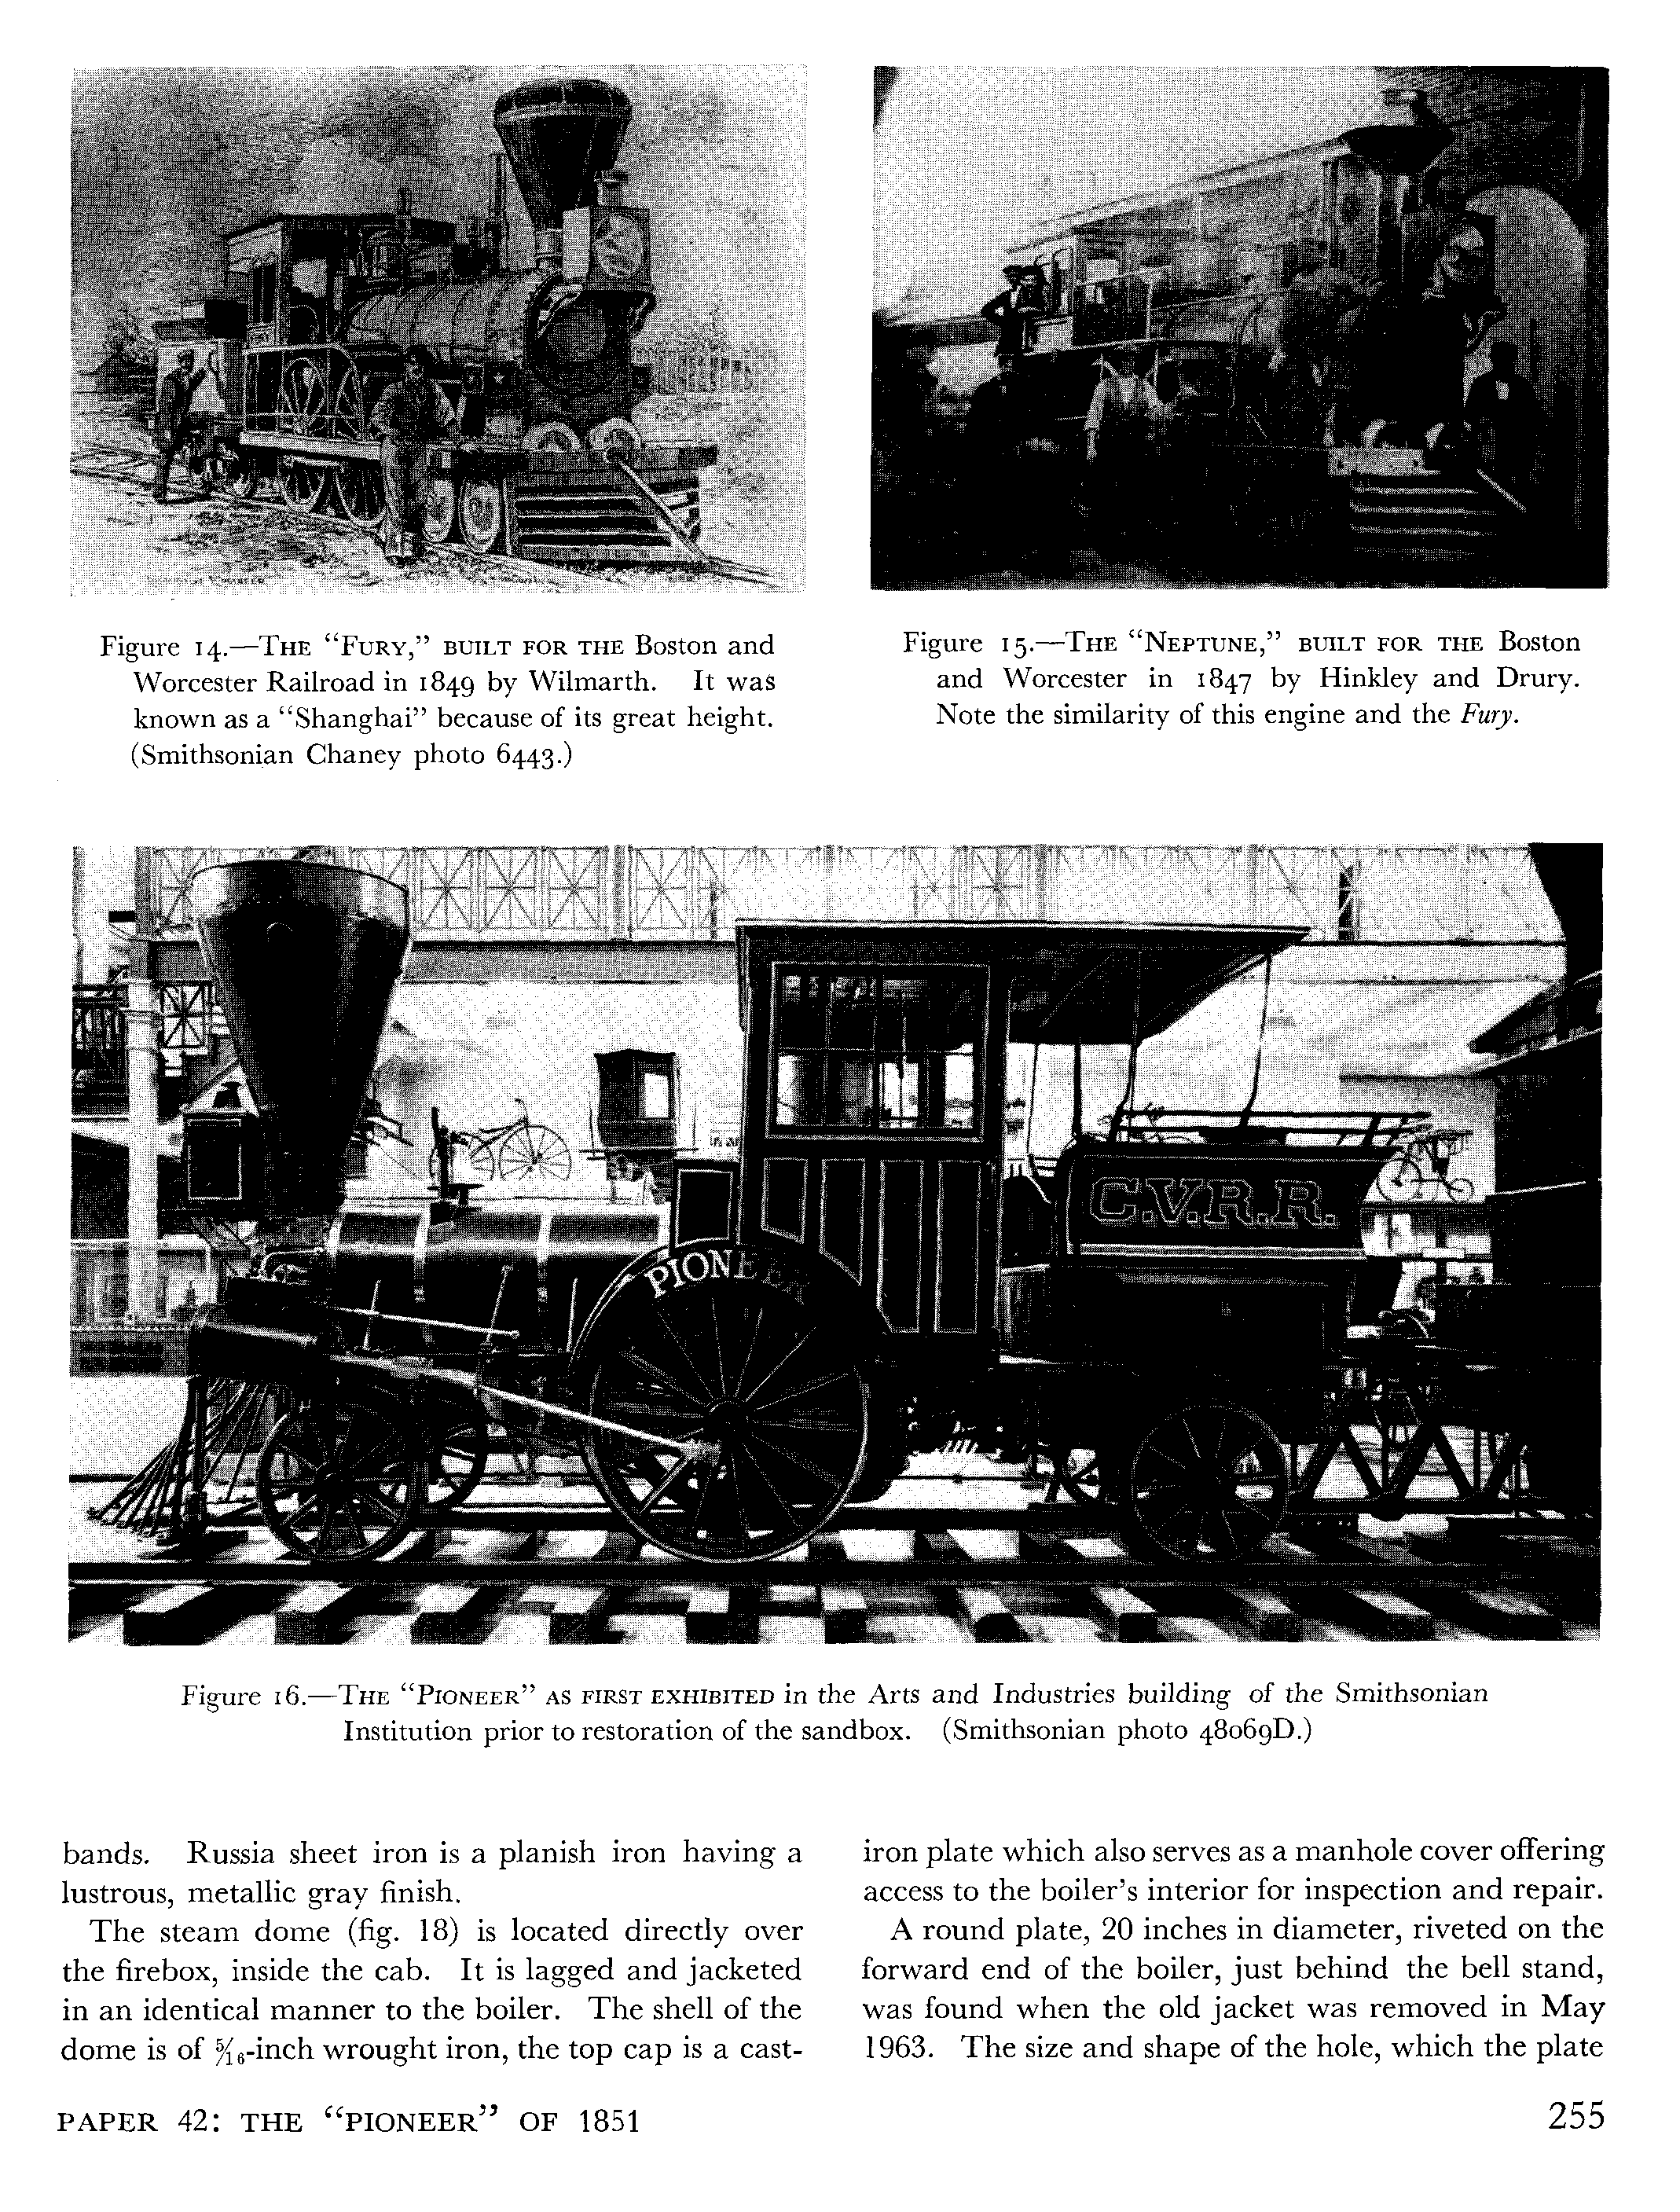 Figure 14.—The “Fury,” built for the Boston and
Worcester Railroad in 1849 by Wilmarth. It was
known as a “Shanghai” because of its great height.
(Smithsonian Chaney photo 6443.)
Figure 15.—The “Neptune,” built for the Boston
and Worcester in 1847 by Hinkley and Drury.
Note the similarity of this engine and the Fury.
C.V.R.R.
PIONEER
Figure 16.—The “Pioneer” as first exhibited in the Arts and Industries building of the Smithsonian
Institution prior to restoration of the sandbox. (Smithsonian photo 48069D.)
bands. Russia sheet iron is a planish iron having a
lustrous, metallic gray finish.
The steam dome (fig. 18) is located directly over
the firebox, inside the cab. It is lagged and jacketed
in an identical manner to the boiler. The shell of the
dome is of 5⁄16-inch wrought iron, the top cap is a cast-
iron plate which also serves as a manhole cover offering
access to the boiler’s interior for inspection and repair.
A round plate, 20 inches in diameter, riveted on the
forward end of the boiler, just behind the bell stand,
was found when the old jacket was removed in May
1963. The size and shape of the hole, which the plate
PAPER 42: THE “PIONEER” OF 1851
255